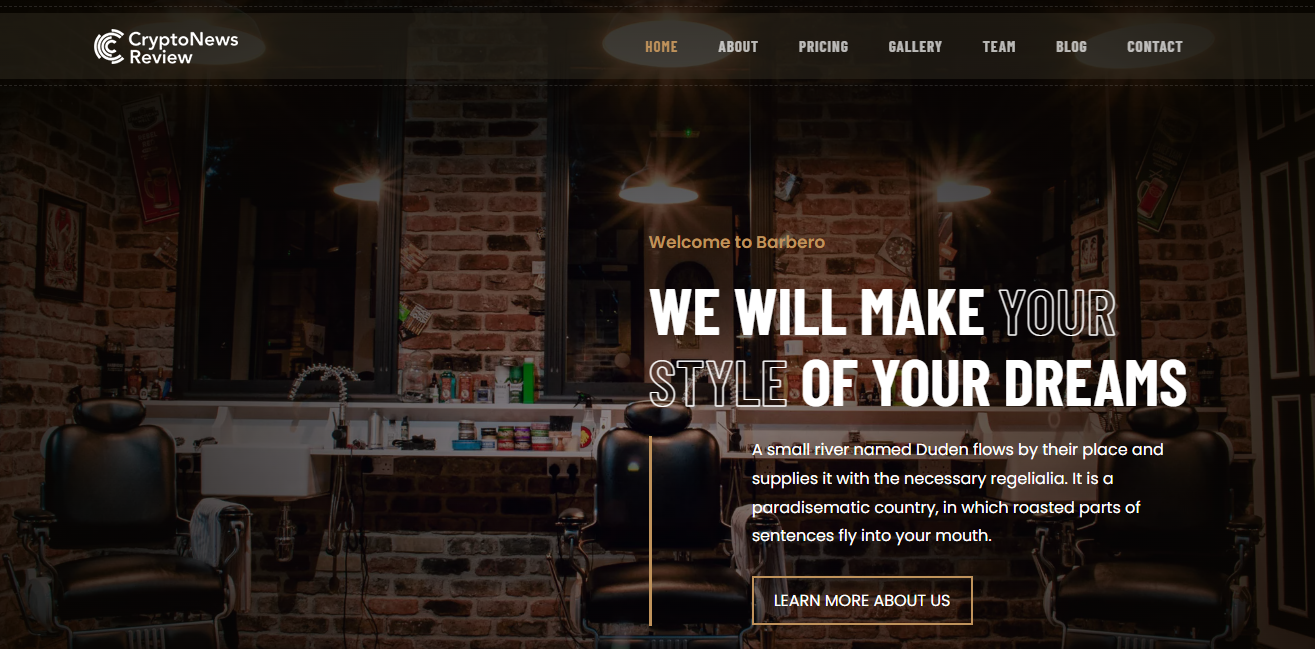 CryptoNews
Review
HOME ABOUT PRICING GALLERY TEAM BLOG CONTACT
Welcome to Barbero
WE WILL MAKE YOUR
STYLE OF YOUR DREAMS
A small river named Duden flows by their place and
supplies it with the necessary regelialia. It is a
paradisematic country, in which roasted parts of
sentences fly into your mouth.
LEARN MORE ABOUT US